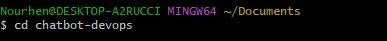 Nourhen@DESKTOP-A2RUCCI MINGW64 ~/Documents
$ cd chatbot-devops